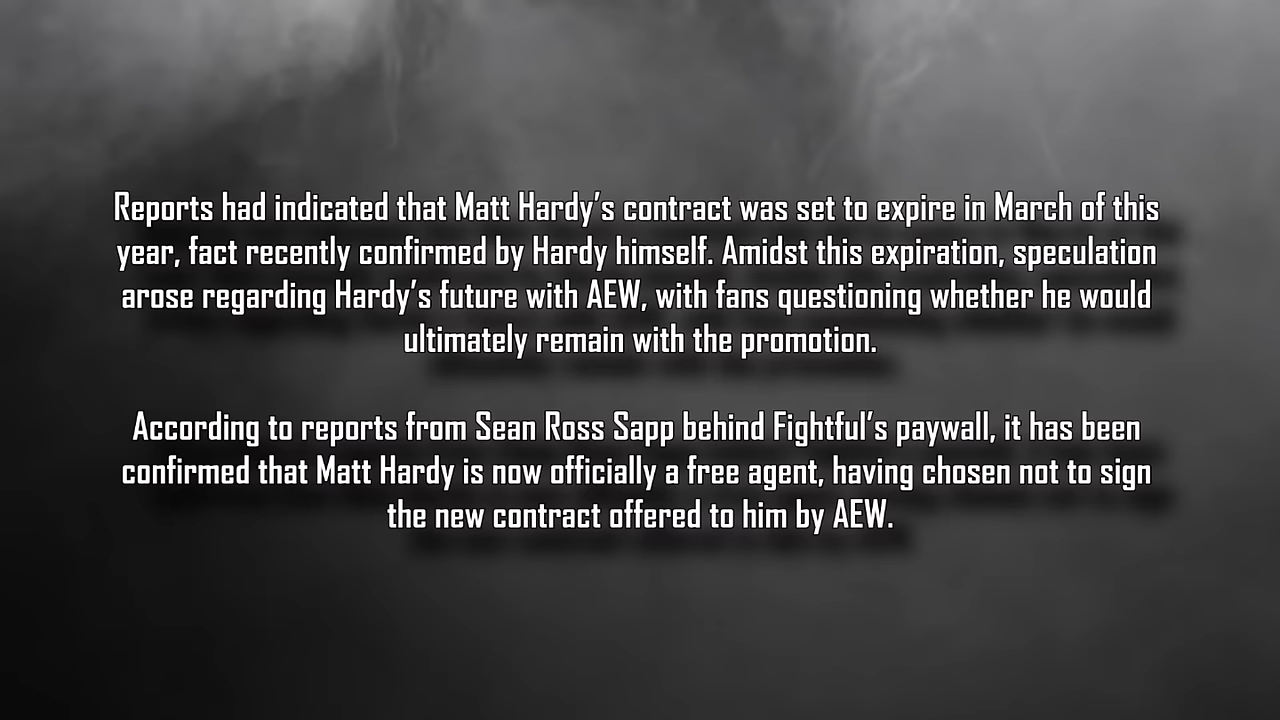 Reports had indicated that Matt Hardy’s contract was set to expire in March of this
year, fact recently confirmed by Hardy himself. Amidst this expiration, speculation
arose regarding Hardy’s future with AEW, with fans questioning whether he would
ultimately remain with the promotion.
According to reports from Sean Ross Sapp behind Fightful’s paywall, it has been
confirmed that Matt Hardy is now officially a free agent, having chosen not to sign
the new contract offered to him by AEW.